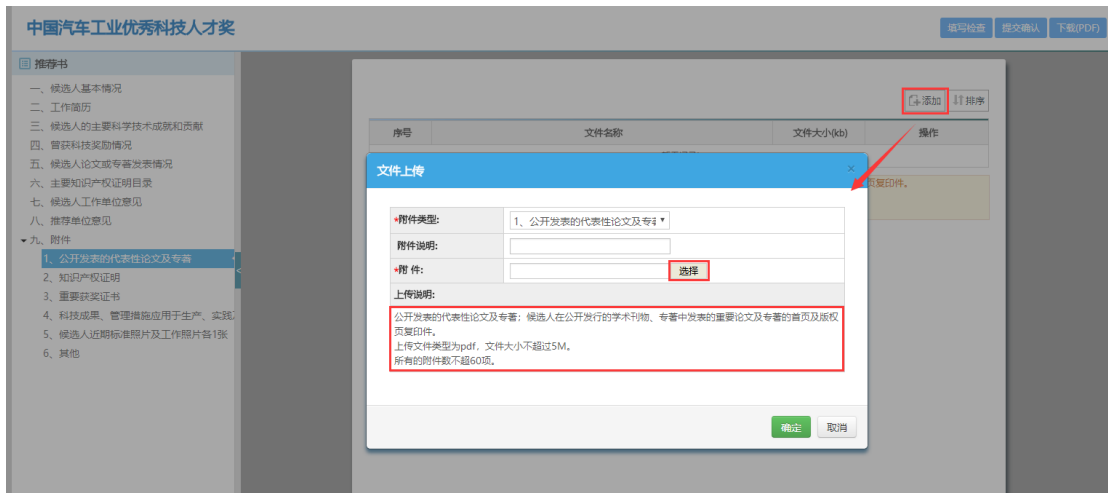 中国汽车工业优秀科技人才奖
填写检查 提交确认 下载(PDF)
推荐书
一、候选人基本情况
二、工作简历
三、候选人的主要科学技术成就和贡献
四、曾获科技奖励情况
五、候选人论文或专著发表情况
六、主要知识产权证明目录
七、候选人工作单位意见
八、推荐单位意见
九、附件
1、公开发表的代表性论文及专著
2、知识产权证明
3、重要获奖证书
4、科技成果、管理措施应用于生产、实践
5、候选人近期标准照片及工作照片各1张
6、其他
添加 排序
序号 文件名称 文件大小(kb) 操作
页复印件。
文件上传 ×
*附件类型: 1、公开发表的代表性论文及专
附件说明:
*附 件: 选择
上传说明:
公开发表的代表性论文及专著；候选人在公开发行的学术刊物、专著中发表的重要论文及专著的首页及版权
页复印件。
上传文件类型为pdf，文件大小不超过5M。
所有的附件数不超60项。
确定 取消